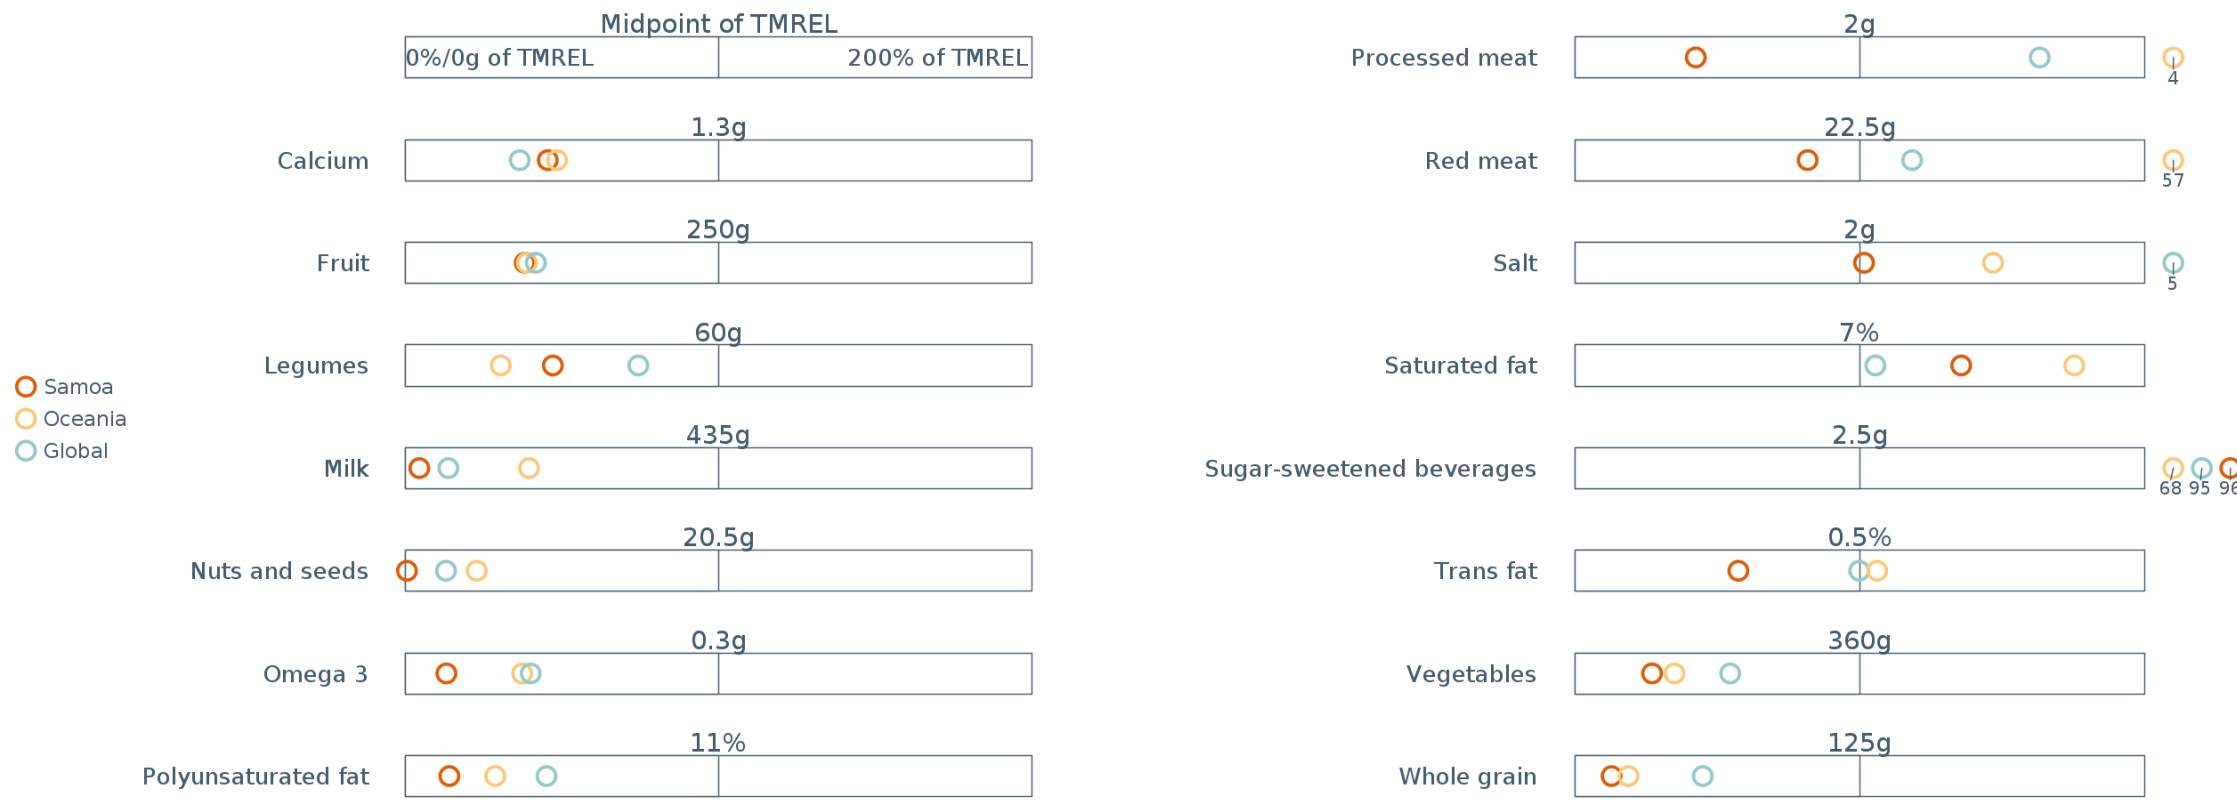 Midpoint of TMREL
0%/0g of TMREL
200% of TMREL
1.3g
Calcium
250g
Fruit
60g
Legumes
435g
Milk
20.5g
Nuts and seeds
0.3g
Omega 3
11%
Polyunsaturated fat
Samoa
Oceania
Global
2g
Processed meat
4
22.5g
Red meat
57
2g
Salt
5
7%
Saturated fat
2.5g
Sugar-sweetened beverages
68 95 96
0.5%
Trans fat
360g
Vegetables
125g
Whole grain